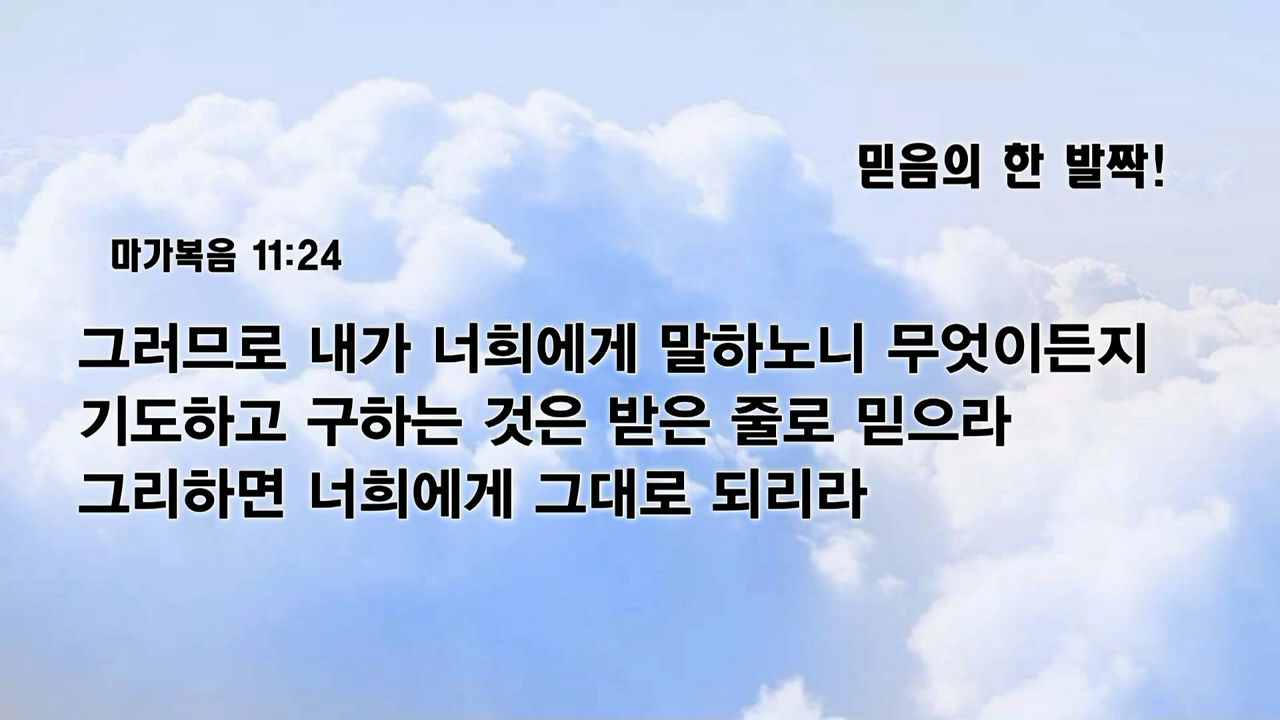 믿음의 한 발짝!
마가복음 11:24
그러므로 내가 너희에게 말하노니 무엇이든지
기도하고 구하는 것은 받은 줄로 믿으라
그리하면 너희에게 그대로 되리라